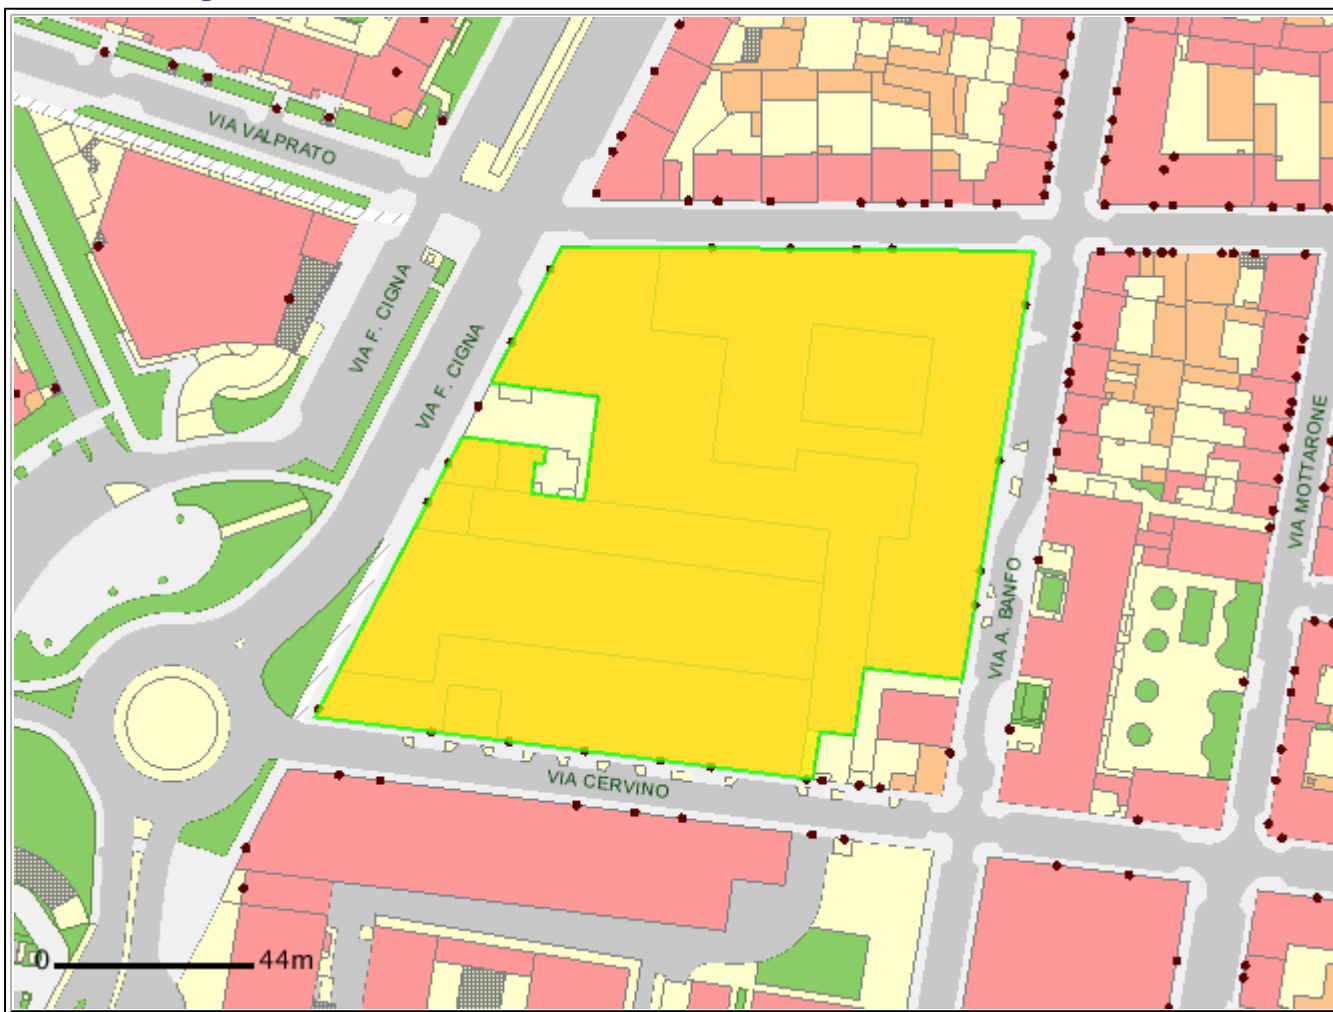 VIA VALPRATO
VIA F. CIGNA
VIA F. CIGNA
VIA MOTTARONE
VIA A. BANFO
VIA CERVINO
0 44m